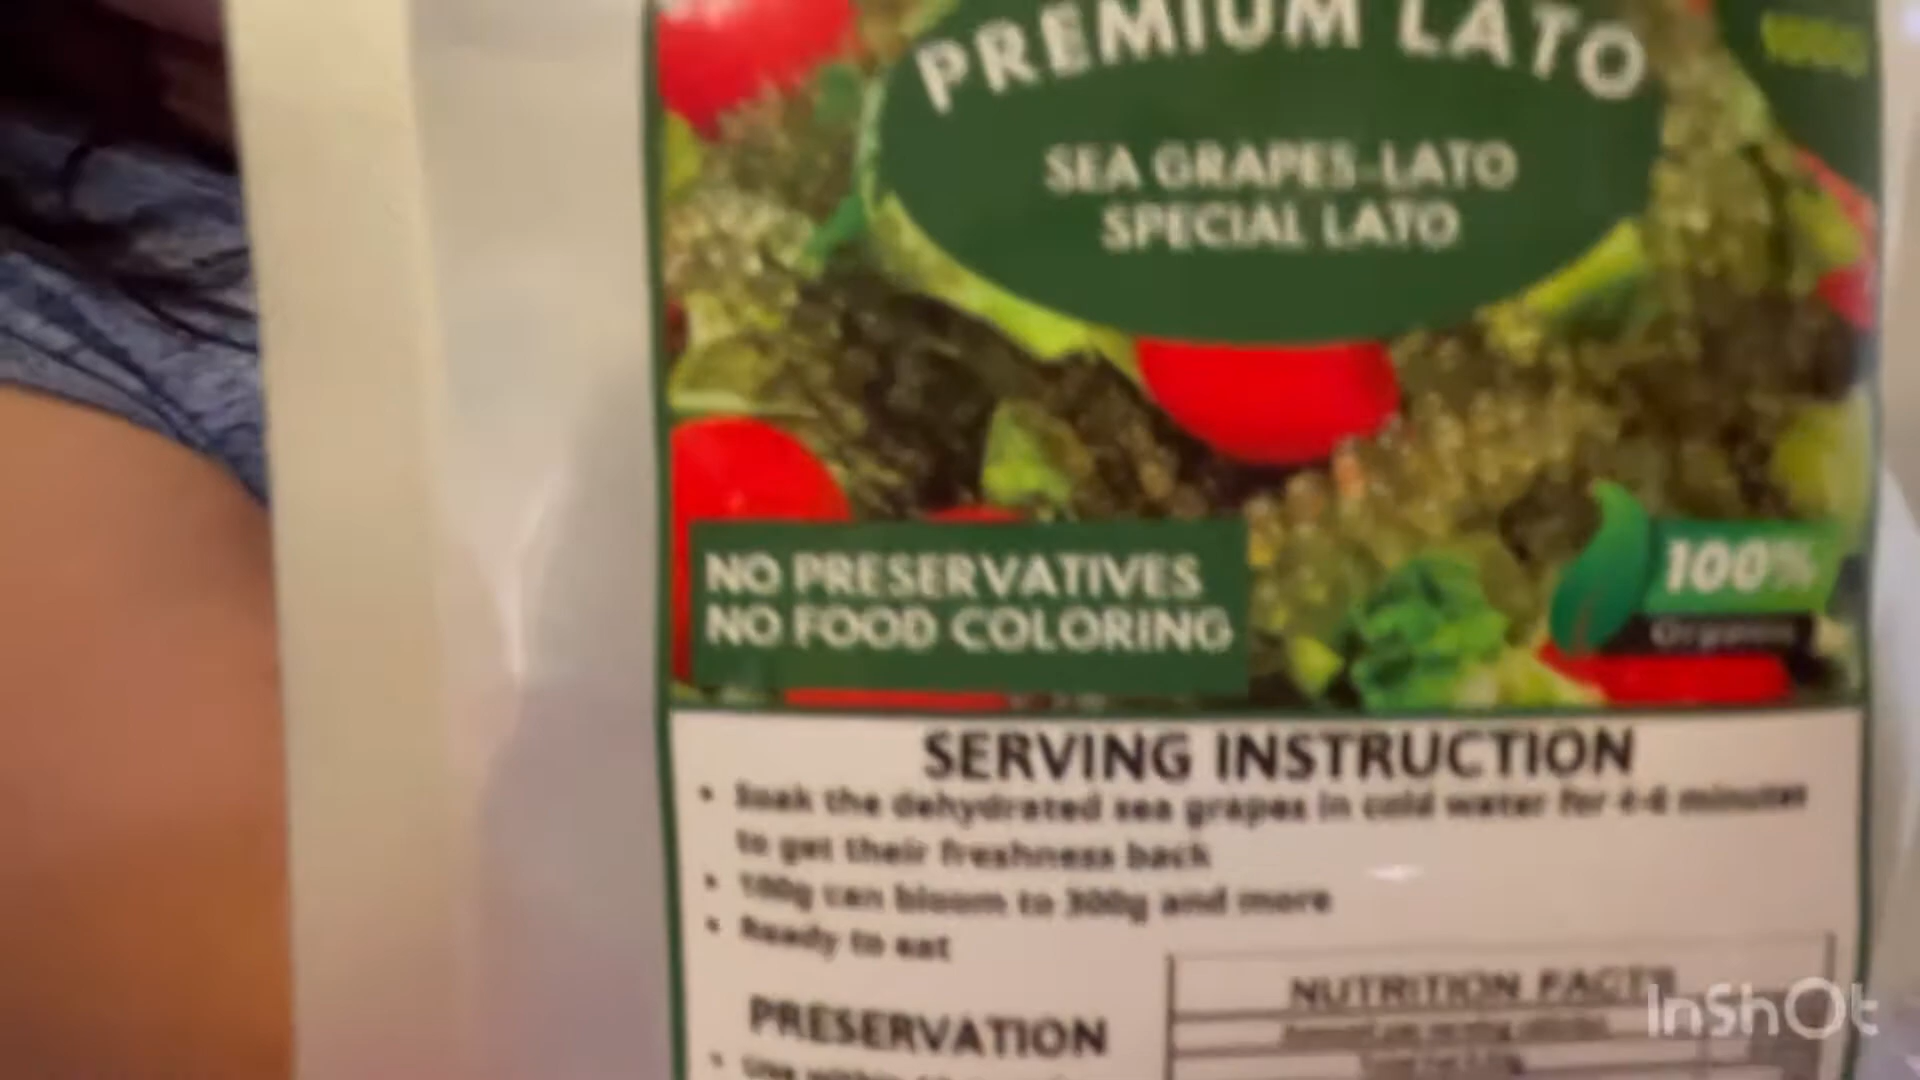 PREMIUM LATO
SEA GRAPES-LATO
SPECIAL LATO
NO PRESERVATIVES
NO FOOD COLORING
100%
Organic
SERVING INSTRUCTION
• Soak the dehydrated sea grapes in cold water for minutes
to get their freshness back
• 100g can bloom to 300g and more
• Ready to eat
NUTRITION FACTS
PRESERVATION
• Use within
InShOt